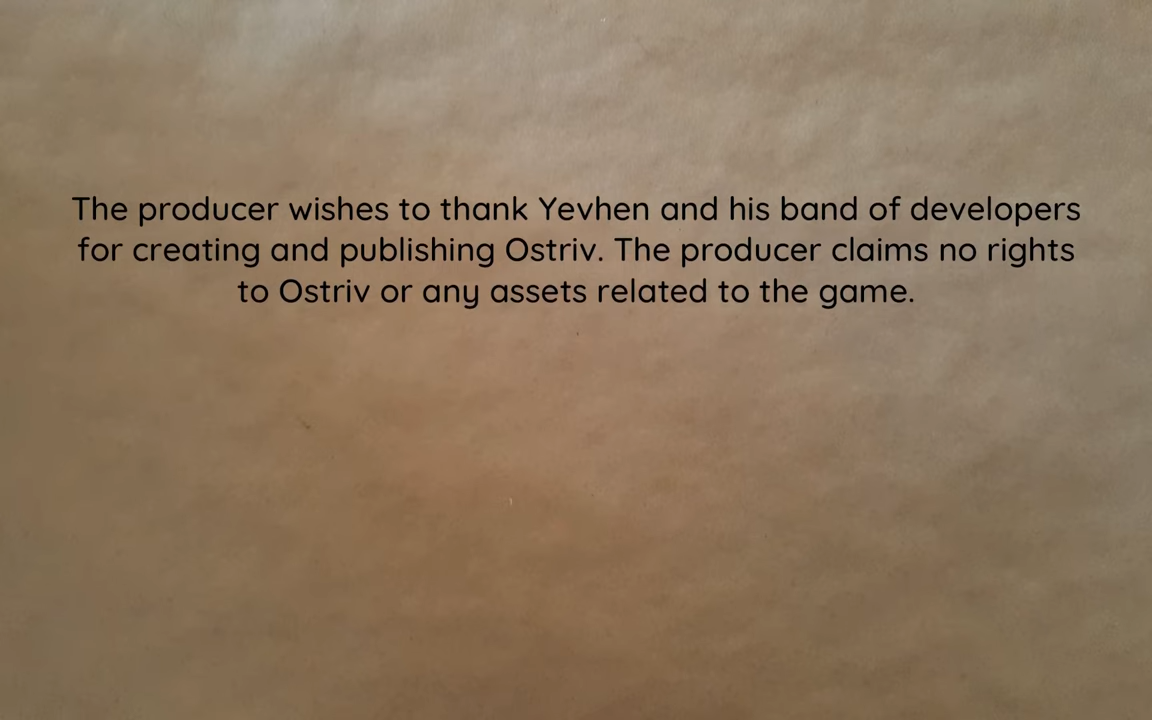 The producer wishes to thank Yevhen and his band of developers
for creating and publishing Ostriv. The producer claims no rights
to Ostriv or any assets related to the game.